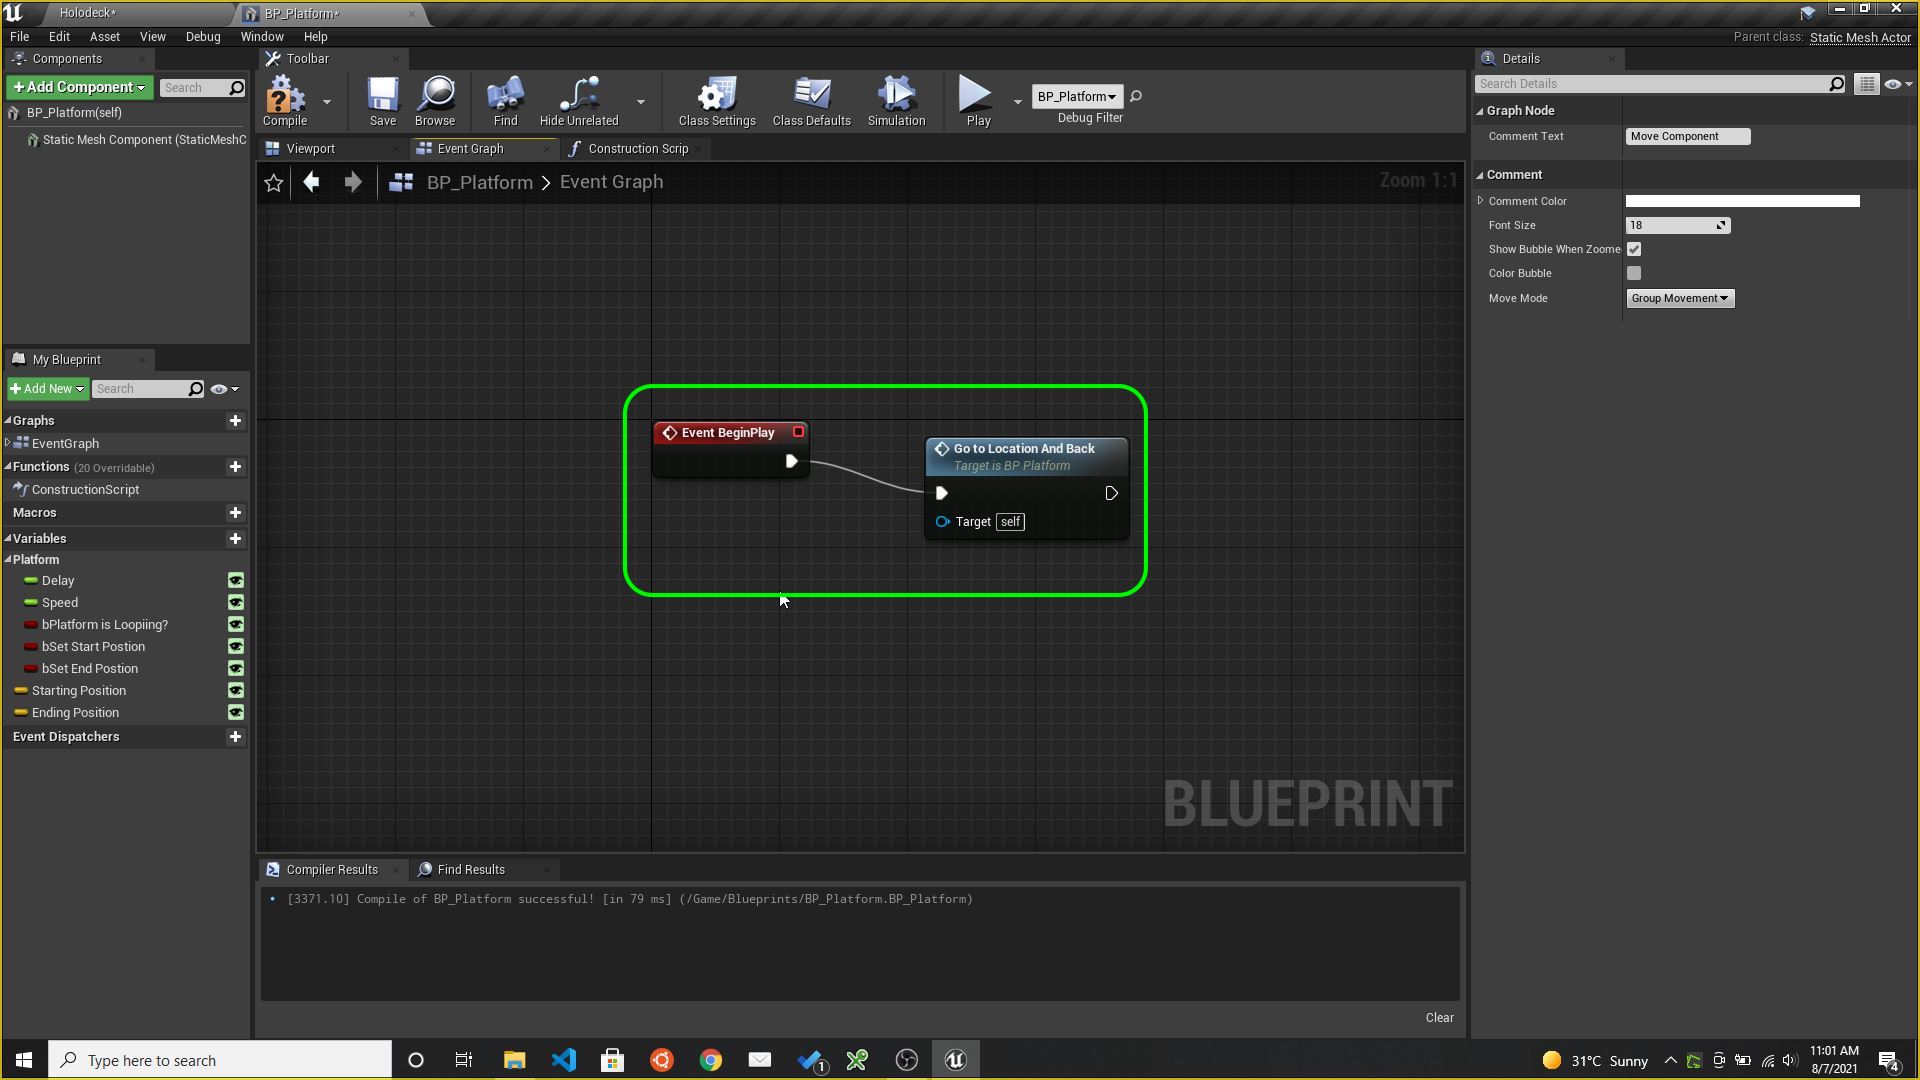 Holodeck*
BP_Platform*
File Edit Asset View Debug Window Help
Parent class: Static Mesh Actor
Components
+Add Component
Search
BP_Platform(self)
Static Mesh Component (StaticMeshC
Toolbar
Compile
Save
Browse
Find
Hide Unrelated
Class Settings
Class Defaults
Simulation
Play
BP_Platform
Debug Filter
Viewport
Event Graph
Construction Scrip
BP_Platform > Event Graph
Zoom 1:1
Event BeginPlay
Go to Location And Back
Target is BP Platform
Target self
BLUEPRINT
My Blueprint
+Add New
Search
Graphs
EventGraph
Functions (20 Overridable)
ConstructionScript
Macros
Variables
Platform
Delay
Speed
bPlatform is Loopiing?
bSet Start Postion
bSet End Postion
Starting Position
Ending Position
Event Dispatchers
Compiler Results
Find Results
[3371.10] Compile of BP_Platform successful! [in 79 ms] (/Game/Blueprints/BP_Platform.BP_Platform)
Clear
Details
Search Details
Graph Node
Comment Text Move Component
Comment
Comment Color
Font Size 18
Show Bubble When Zoome
Color Bubble
Move Mode Group Movement
Type here to search
1
31°C Sunny
11:01 AM
8/7/2021
4